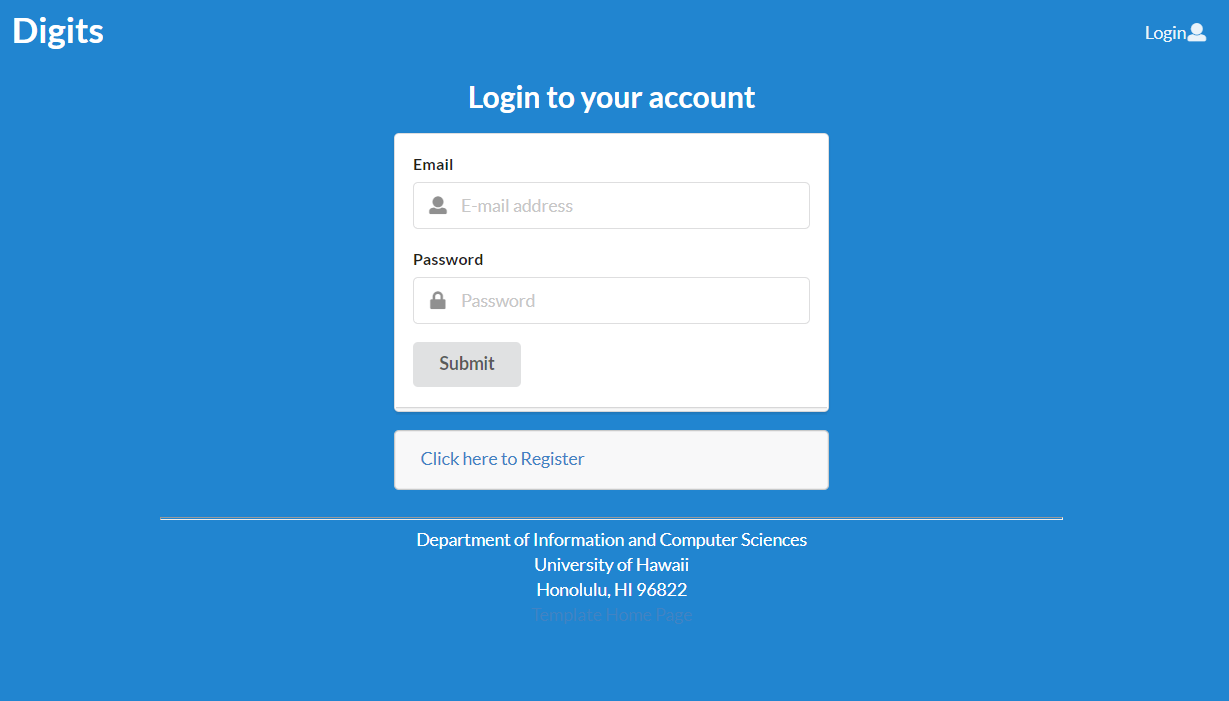 Digits
Login
Login to your account
Email
E-mail address
Password
Password
Submit
Click here to Register
Department of Information and Computer Sciences
University of Hawaii
Honolulu, HI 96822
Template Home Page